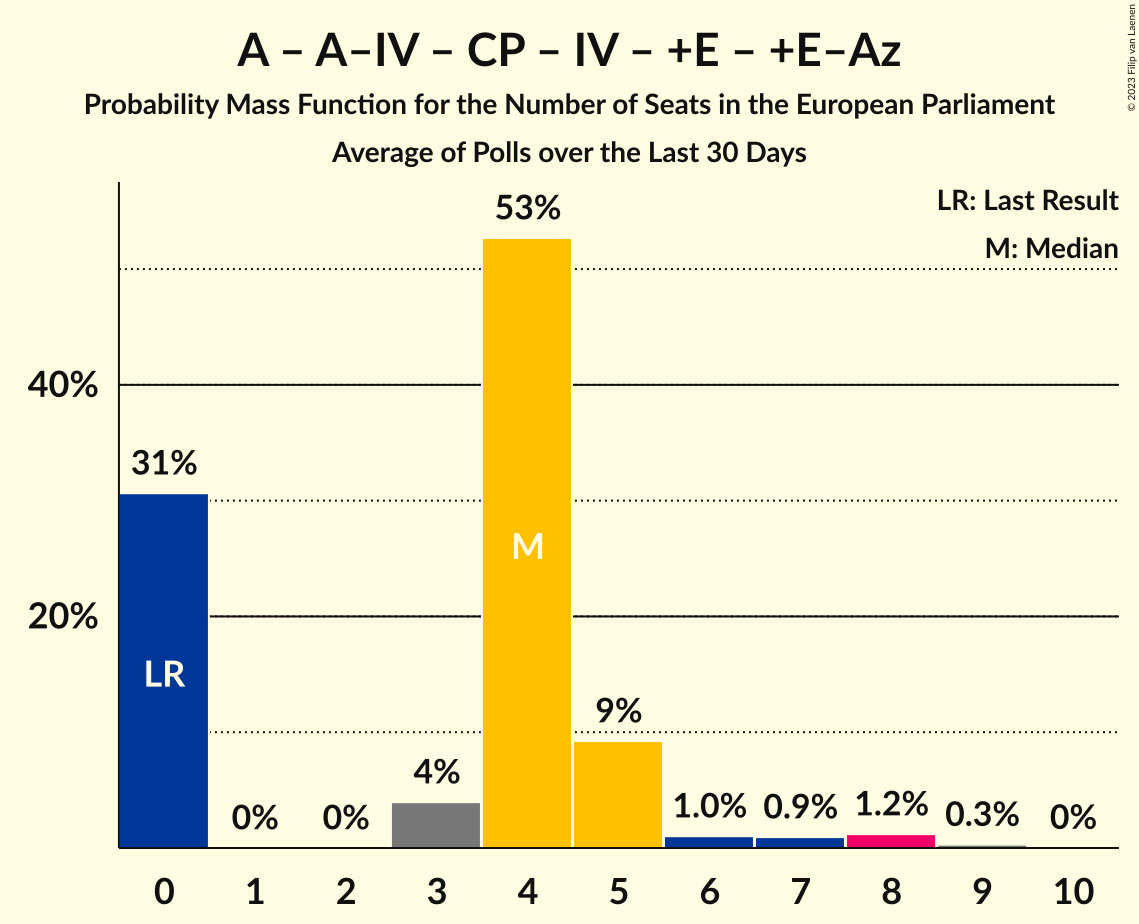 A – A–IV – CP – IV – +E – +E–Az
Probability Mass Function for the Number of Seats in the European Parliament
Average of Polls over the Last 30 Days
© 2023 Filip van Laenen
LR: Last Result
M: Median
53%
40%
31%
M
20%
LR
9%
4%
0%
0%
1.0%
0.9%
1.2%
0.3%
0%
0 1 2 3 4 5 6 7 8 9 10